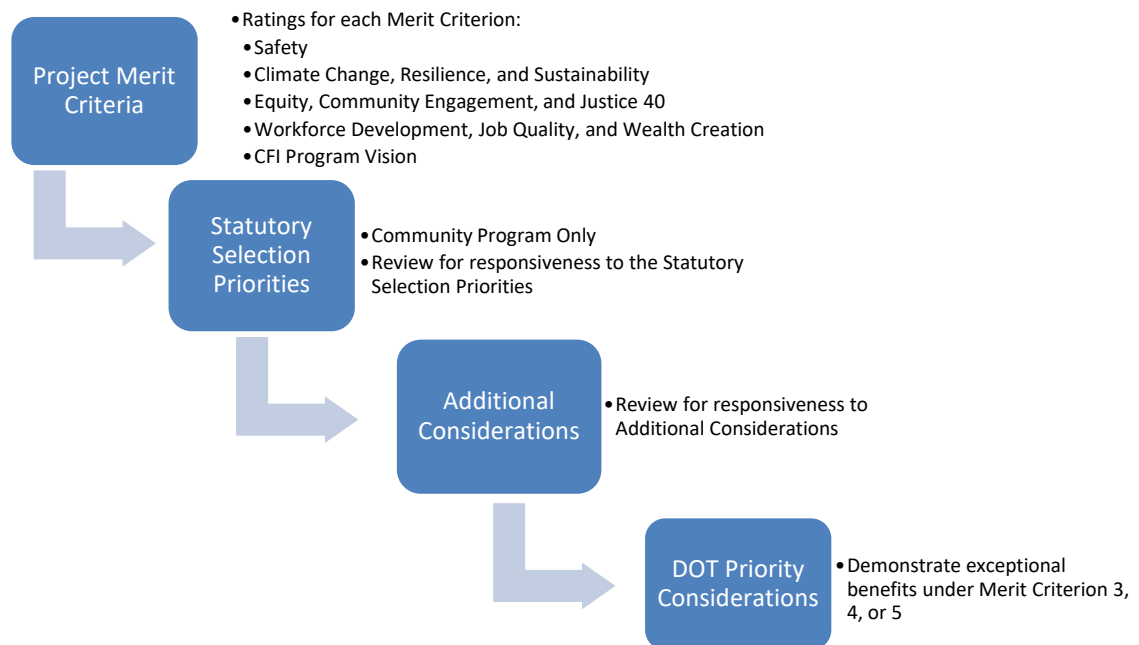 Project Merit
Criteria
•Ratings for each Merit Criterion:
•Safety
•Climate Change, Resilience, and Sustainability
•Equity, Community Engagement, and Justice 40
•Workforce Development, Job Quality, and Wealth Creation
•CFI Program Vision
Statutory
Selection
Priorities
•Community Program Only
•Review for responsiveness to the Statutory
Selection Priorities
Additional
Considerations
•Review for responsiveness to
Additional Considerations
DOT Priority
Considerations
•Demonstrate exceptional
benefits under Merit Criterion 3,
4, or 5